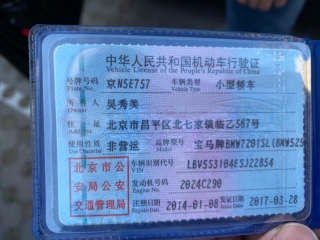 中华人民共和国机动车行驶证
Vehicle License of the People's Republic of China
号牌号码 京N5E757 车辆类型 小型轿车
Plate No. Vehicle Type
所有人 吴秀美
Owner
住址 北京市昌平区北七家镇临乙567号
Address
使用性质 非营运 品牌型号 宝马牌BMW7201SL(BMW525
Use Character Model
北京市公安局公安交通管理局
车辆识别代号 LBV5S3104ESJ22854
VIN
发动机号码 2024C290
Engine No.
注册日期 2014-01-08 发证日期 2017-03-28
Register Date Issue Date